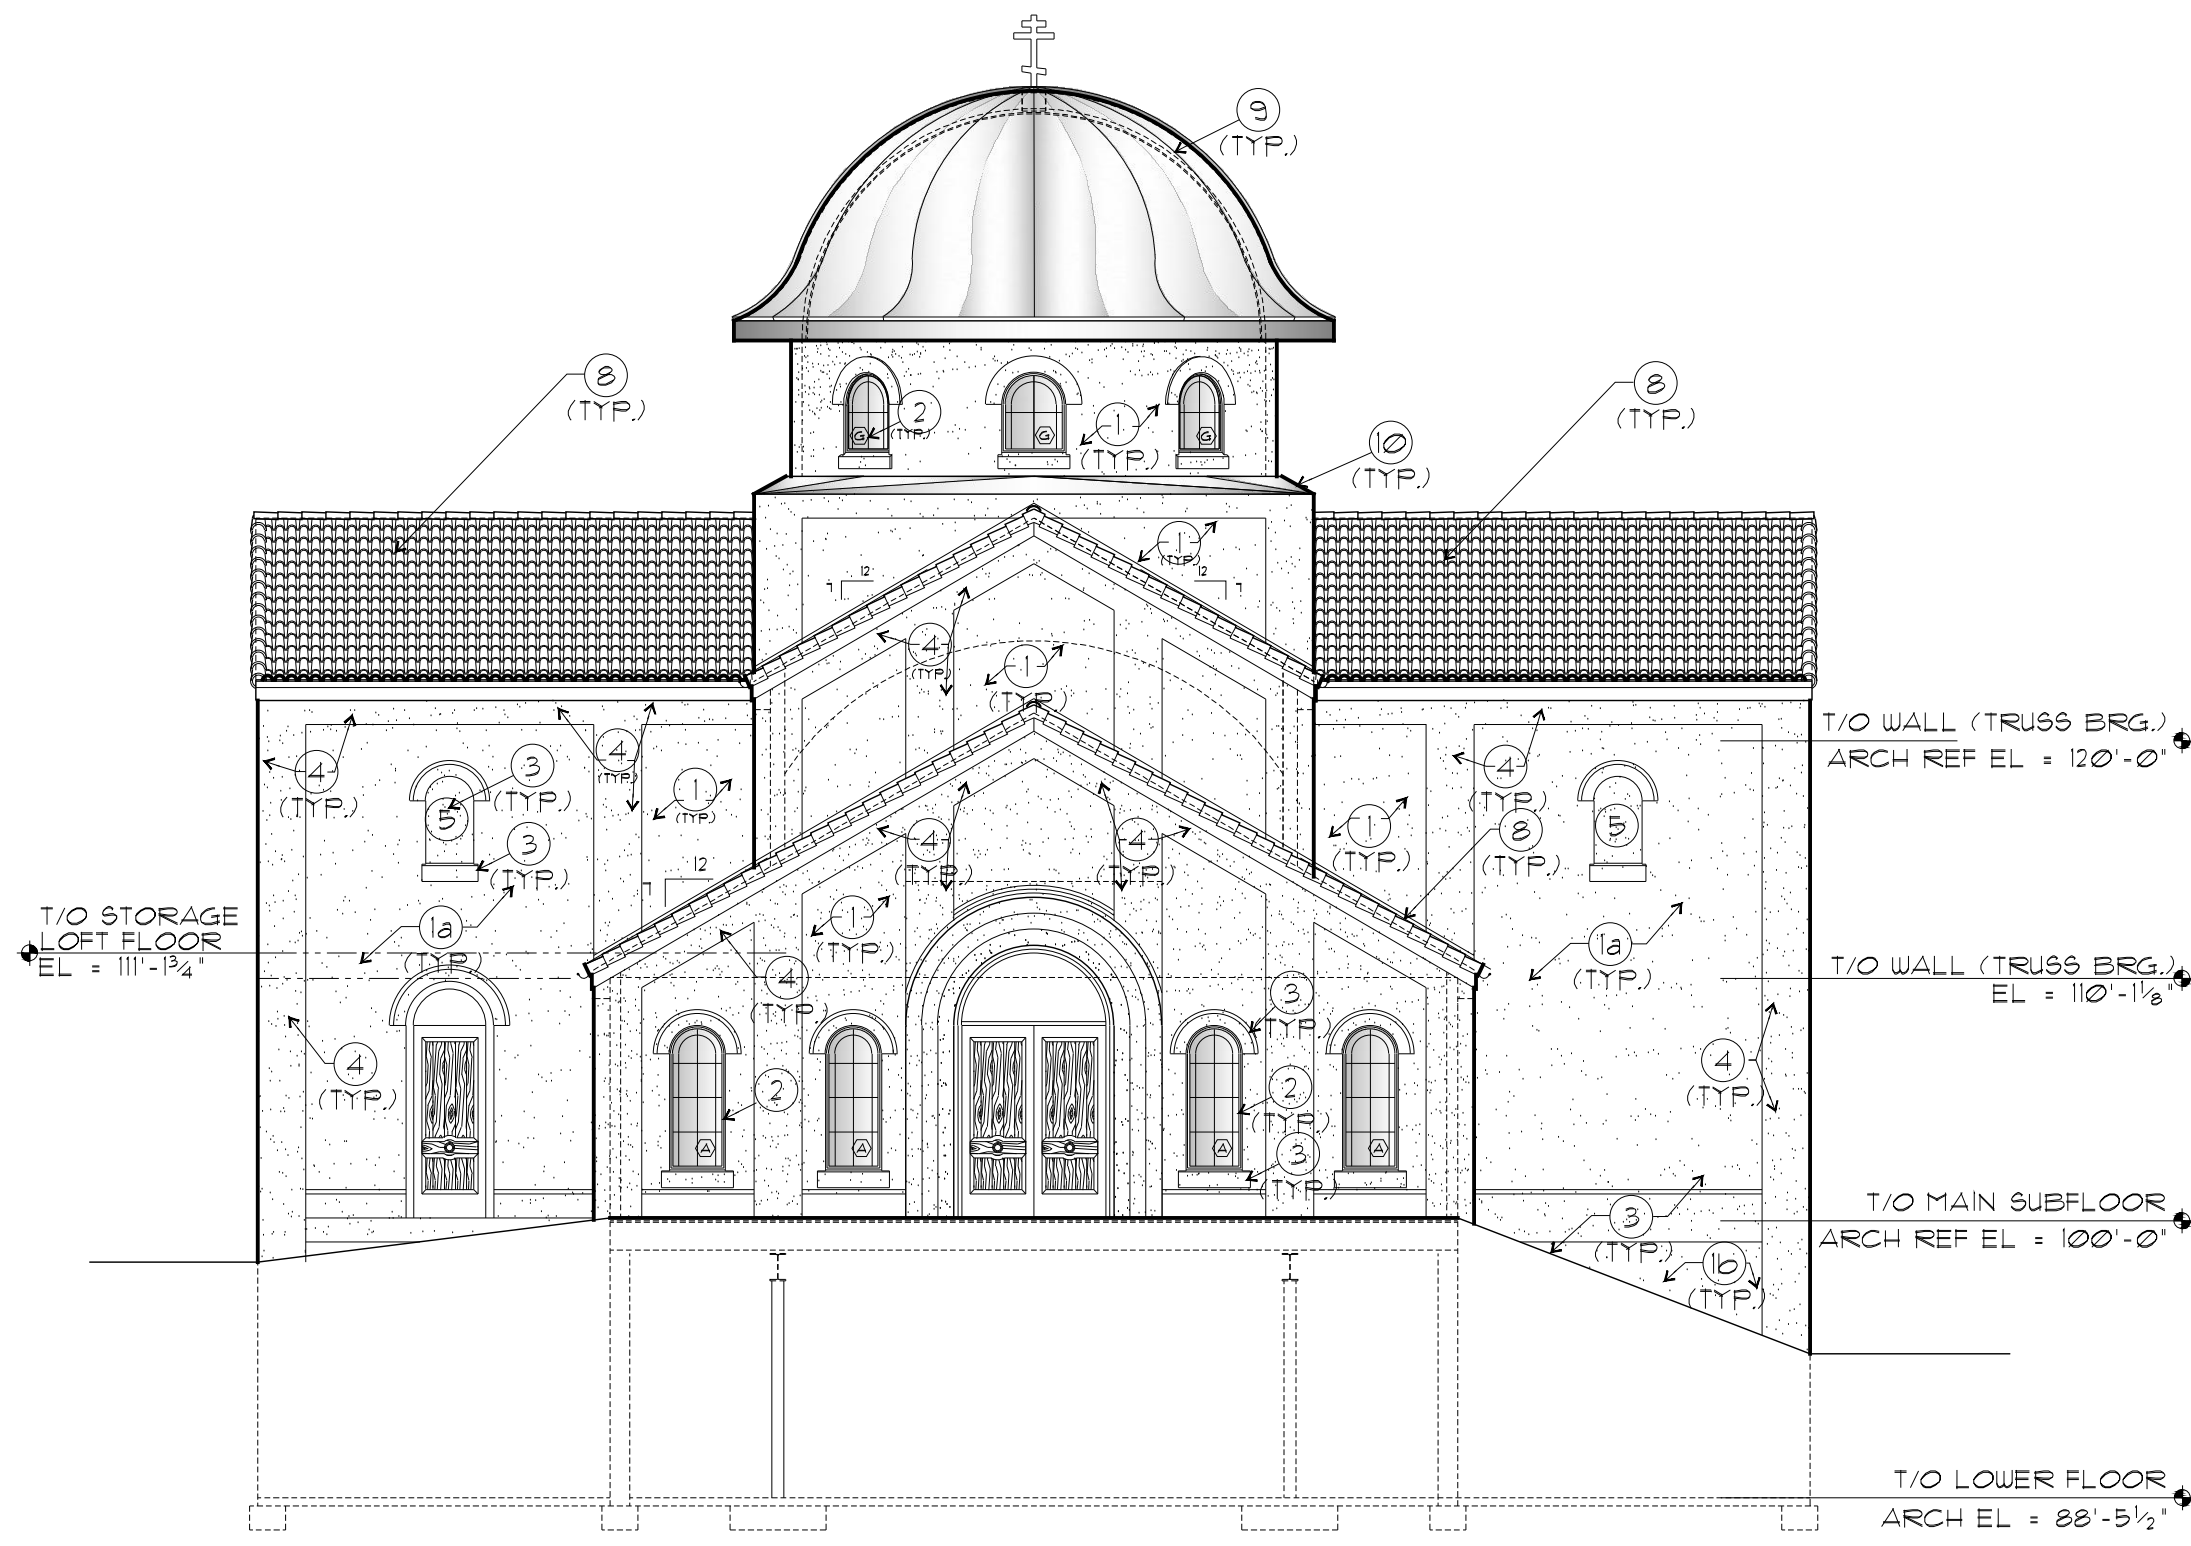 9
(TYP.)
8
(TYP.)
8
(TYP.)
2
(TYP.)
G
G
G
1
(TYP.)
10
(TYP.)
1
(TYP.)
12
7
12
7
4
(TYP.)
1
(TYP.)
4
(TYP.)
4
(TYP.)
3
(TYP.)
5
3
(TYP.)
1
(TYP.)
12
7
1a
(TYP.)
4
(TYP.)
T/O STORAGE
LOFT FLOOR
EL = 111'-1¾"
4
(TYP.)
4
(TYP.)
1
(TYP.)
4
(TYP.)
2
A
A
3
(TYP.)
2
(TYP.)
3
(TYP.)
A
A
1
(TYP.)
4
(TYP.)
8
(TYP.)
5
1a
(TYP.)
4
(TYP.)
3
(TYP.)
1b
(TYP.)
T/O WALL (TRUSS BRG.)
ARCH REF EL = 120'-0"
T/O WALL (TRUSS BRG.)
EL = 110'-1⅛"
T/O MAIN SUBFLOOR
ARCH REF EL = 100'-0"
T/O LOWER FLOOR
ARCH EL = 88'-5½"